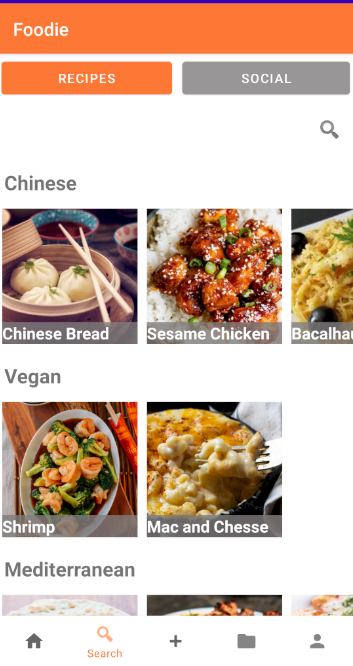 Foodie
RECIPES
SOCIAL
Chinese
Chinese Bread
Sesame Chicken
Bacalhau
Vegan
Shrimp
Mac and Chesse
Mediterranean
Search